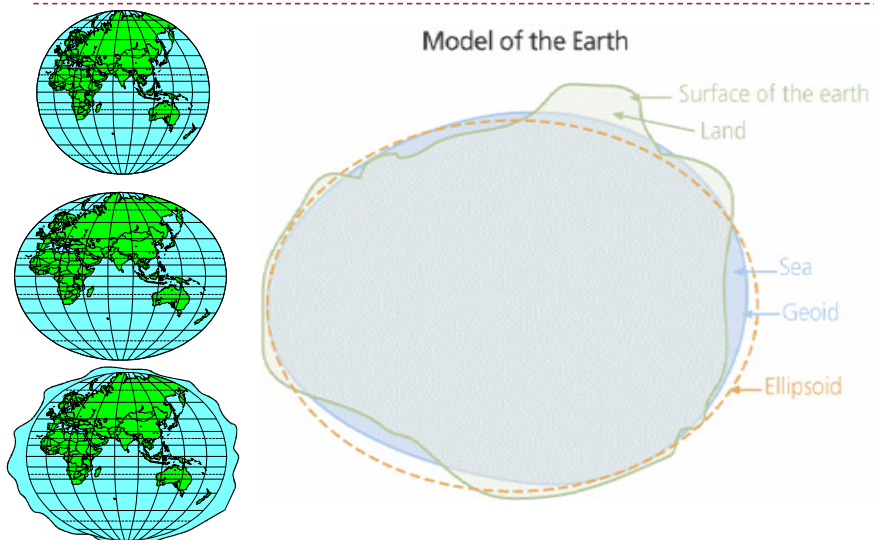 Model of the Earth
Surface of the earth
Land
Sea
Geoid
Ellipsoid